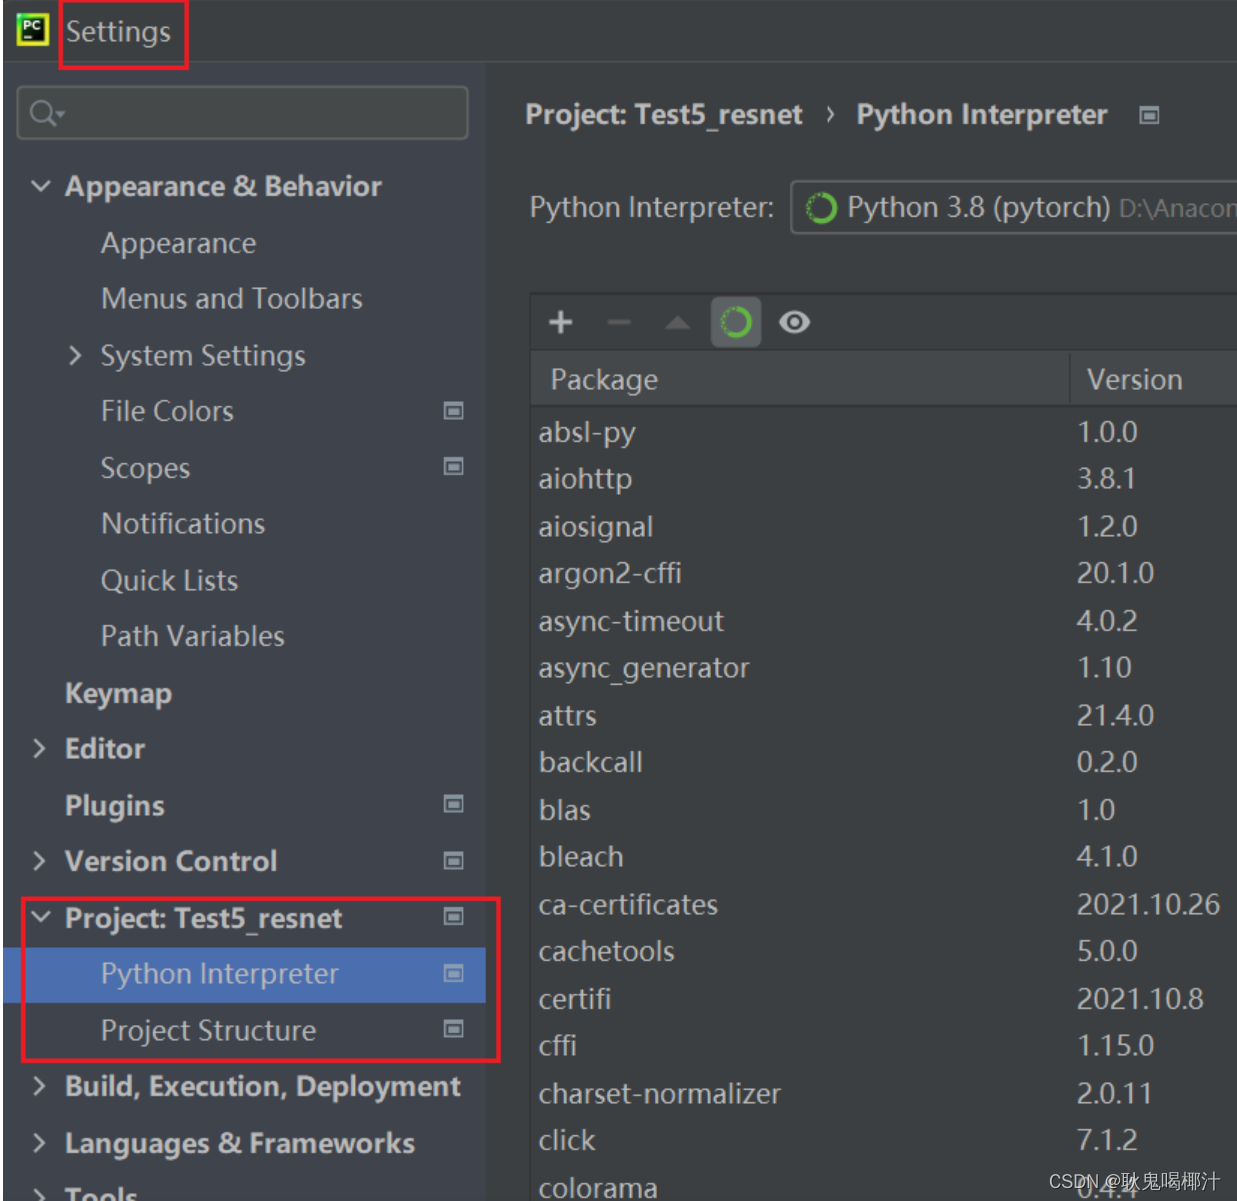 PC
Settings
Appearance & Behavior
Appearance
Menus and Toolbars
System Settings
File Colors
Scopes
Notifications
Quick Lists
Path Variables
Keymap
Editor
Plugins
Version Control
Project: Test5_resnet
Python Interpreter
Project Structure
Build, Execution, Deployment
Languages & Frameworks
Tools
Project: Test5_resnet › Python Interpreter
Python Interpreter: Python 3.8 (pytorch) D:\Anacon
Package Version
absl-py 1.0.0
aiohttp 3.8.1
aiosignal 1.2.0
argon2-cffi 20.1.0
async-timeout 4.0.2
async_generator 1.10
attrs 21.4.0
backcall 0.2.0
blas 1.0
bleach 4.1.0
ca-certificates 2021.10.26
cachetools 5.0.0
certifi 2021.10.8
cffi 1.15.0
charset-normalizer 2.0.11
click 7.1.2
colorama 0.4.4
CSDN @耿鬼喝椰汁